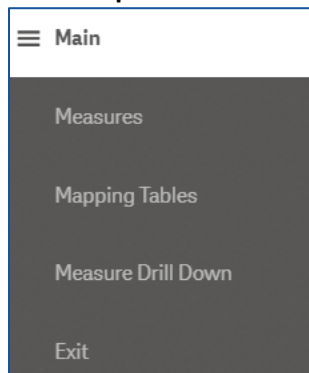 Main
Measures
Mapping Tables
Measure Drill Down
Exit